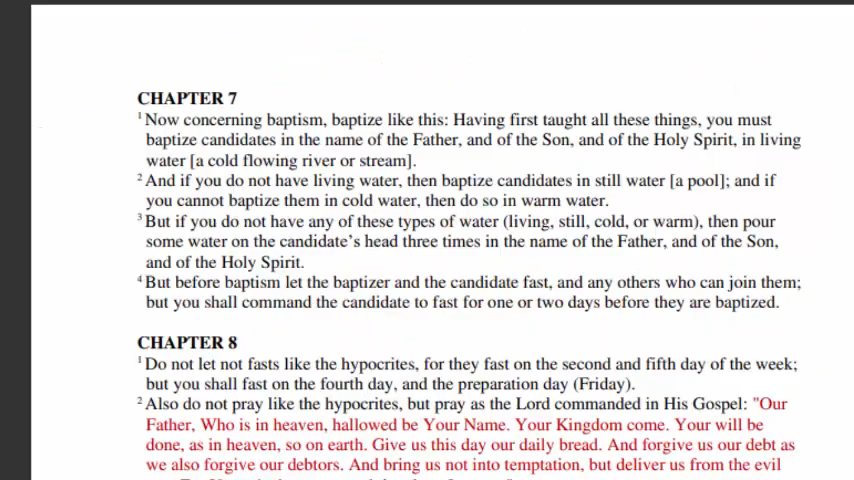 CHAPTER 7
1 Now concerning baptism, baptize like this: Having first taught all these things, you must
baptize candidates in the name of the Father, and of the Son, and of the Holy Spirit, in living
water [a cold flowing river or stream].
2 And if you do not have living water, then baptize candidates in still water [a pool]; and if
you cannot baptize them in cold water, then do so in warm water.
3 But if you do not have any of these types of water (living, still, cold, or warm), then pour
some water on the candidate's head three times in the name of the Father, and of the Son,
and of the Holy Spirit.
4 But before baptism let the baptizer and the candidate fast, and any others who can join them;
but you shall command the candidate to fast for one or two days before they are baptized.
CHAPTER 8
1 Do not let not fasts like the hypocrites, for they fast on the second and fifth day of the week;
but you shall fast on the fourth day, and the preparation day (Friday).
2 Also do not pray like the hypocrites, but pray as the Lord commanded in His Gospel: "Our
Father, Who is in heaven, hallowed be Your Name. Your Kingdom come. Your will be
done, as in heaven, so on earth. Give us this day our daily bread. And forgive us our debt as
we also forgive our debtors. And bring us not into temptation, but deliver us from the evil